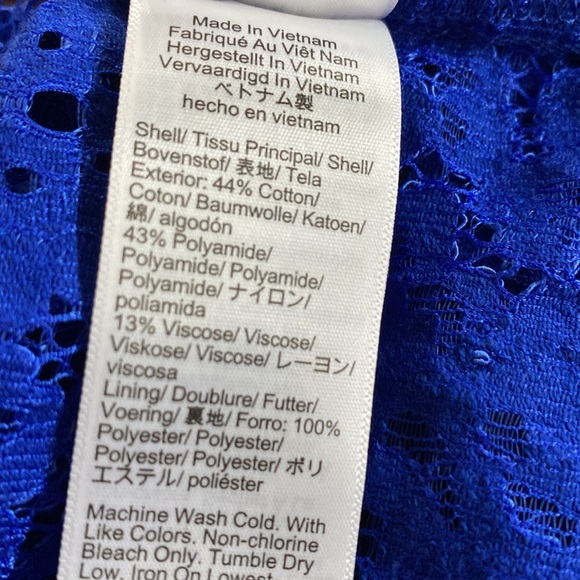 Made In Vietnam
Fabriqué Au Viêt Nam
Hergestellt In Vietnam
Vervaardigd In Vietnam
ベトナム製
hecho en vietnam
Shell/ Tissu Principal/ Shell/
Bovenstof/ 表地/ Tela
Exterior: 44% Cotton/
Coton/ Baumwolle/ Katoen/
綿/ algodón
43% Polyamide/
Polyamide/ Polyamide/
Polyamide/ ナイロン/
poliamida
13% Viscose/ Viscose/
Viskose/ Viscose/ レーヨン/
viscosa
Lining/ Doublure/ Futter/
Voering/ 裏地/ Forro: 100%
Polyester/ Polyester/
Polyester/ Polyester/ ポリ
エステル/ poliéster
Machine Wash Cold. With
Like Colors. Non-chlorine
Bleach Only. Tumble Dry
Low. Iron On Lowest